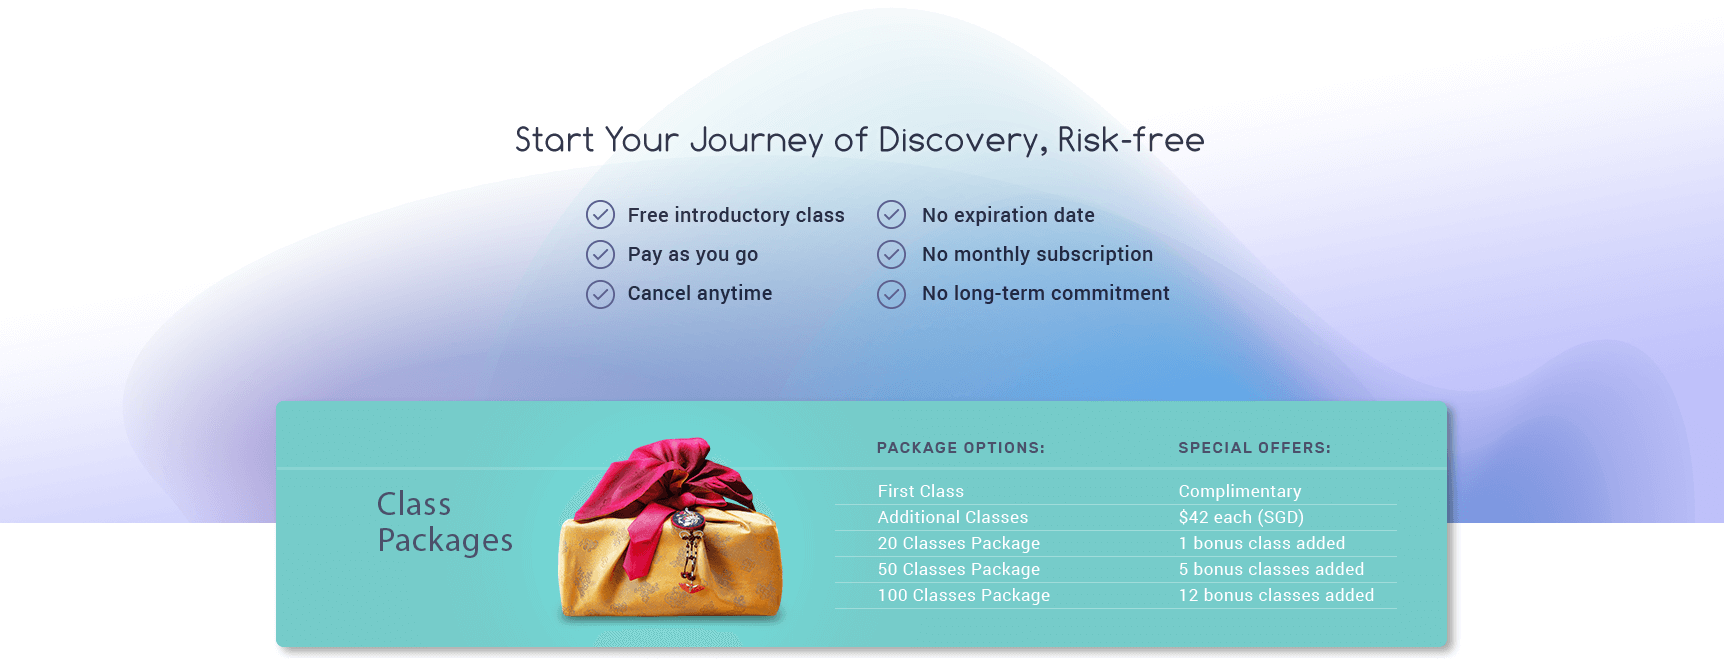 Start Your Journey of Discovery, Risk-free
Free introductory class
No expiration date
Pay as you go
No monthly subscription
Cancel anytime
No long-term commitment
Class
Packages
PACKAGE OPTIONS: SPECIAL OFFERS:
First Class Complimentary
Additional Classes $42 each (SGD)
20 Classes Package 1 bonus class added
50 Classes Package 5 bonus classes added
100 Classes Package 12 bonus classes added